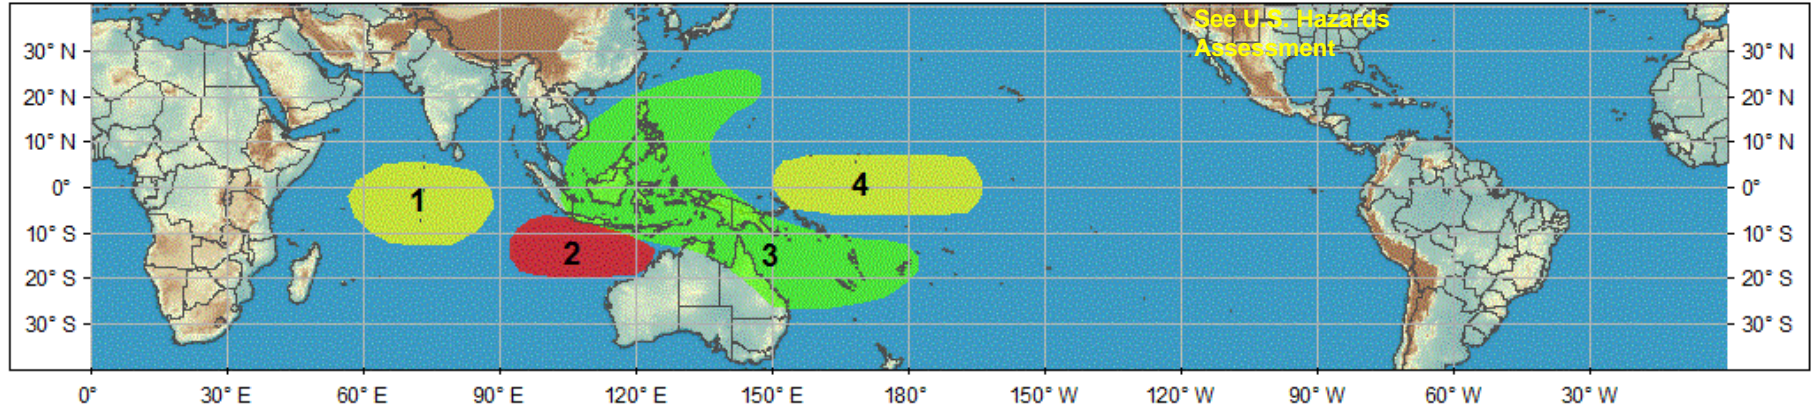 See U.S. Hazards
Assessment
30° N
30° N
20° N
20° N
10° N
10° N
0°
1
4
0°
10° S
2
3
10° S
20° S
20° S
30° S
30° S
0°
30° E
60° E
90° E
120° E
150° E
180°
150° W
120° W
90° W
60° W
30° W